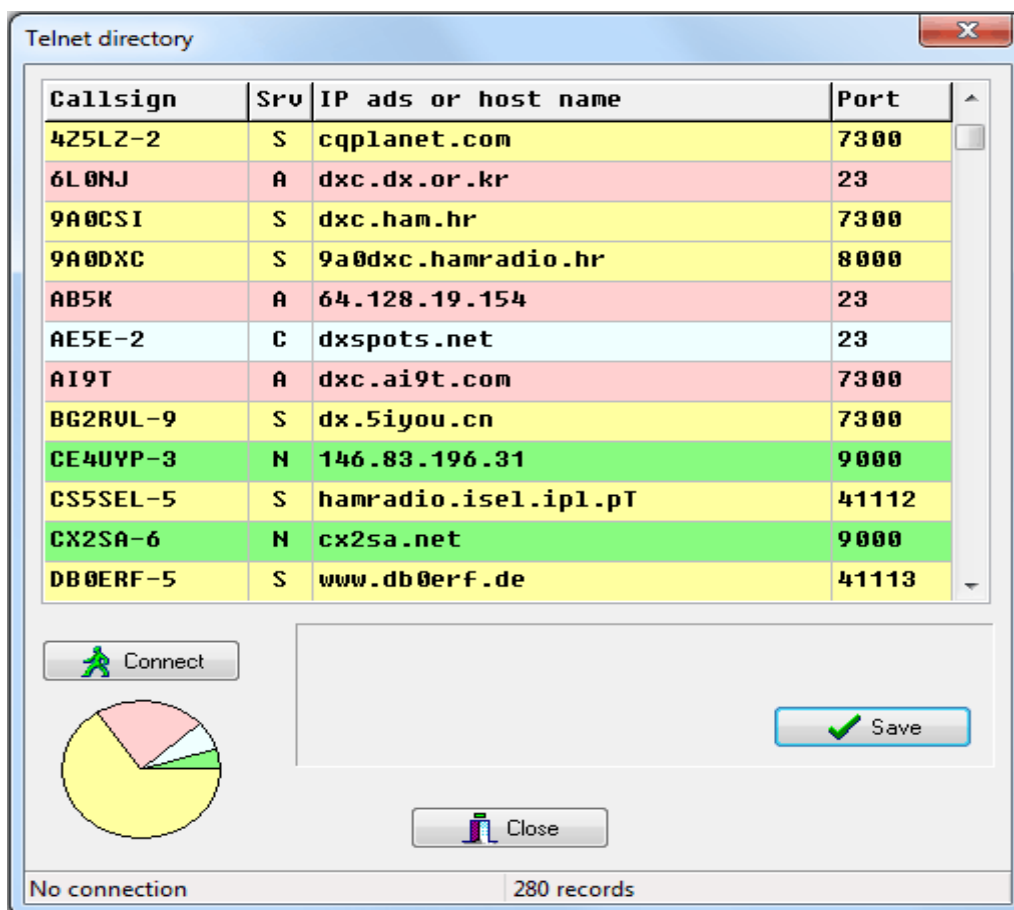 Telnet directory
Callsign Srv IP ads or host name Port
4Z5LZ-2 S cqplanet.com 7300
6L0NJ A dxc.dx.or.kr 23
9A0CSI S dxc.ham.hr 7300
9A0DXC S 9a0dxc.hamradio.hr 8000
AB5K A 64.128.19.154 23
AE5E-2 C dxspots.net 23
AI9T A dxc.ai9t.com 7300
BG2RVL-9 S dx.5iyou.cn 7300
CE4UYP-3 N 146.83.196.31 9000
CS5SEL-5 S hamradio.isel.ipl.pT 41112
CX2SA-6 N cx2sa.net 9000
DB0ERF-5 S www.db0erf.de 41113
Connect
Save
Close
No connection 280 records